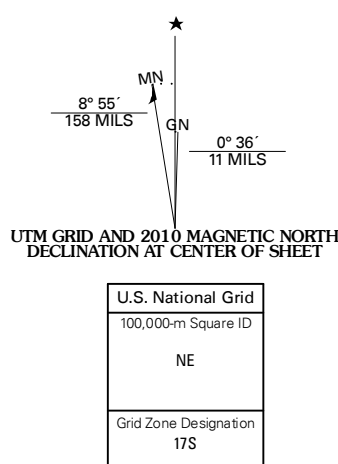 MN
8° 55´
158 MILS
GN
0° 36´
11 MILS
UTM GRID AND 2010 MAGNETIC NORTH
DECLINATION AT CENTER OF SHEET
U.S. National Grid
100,000-m Square ID
NE
Grid Zone Designation
17S